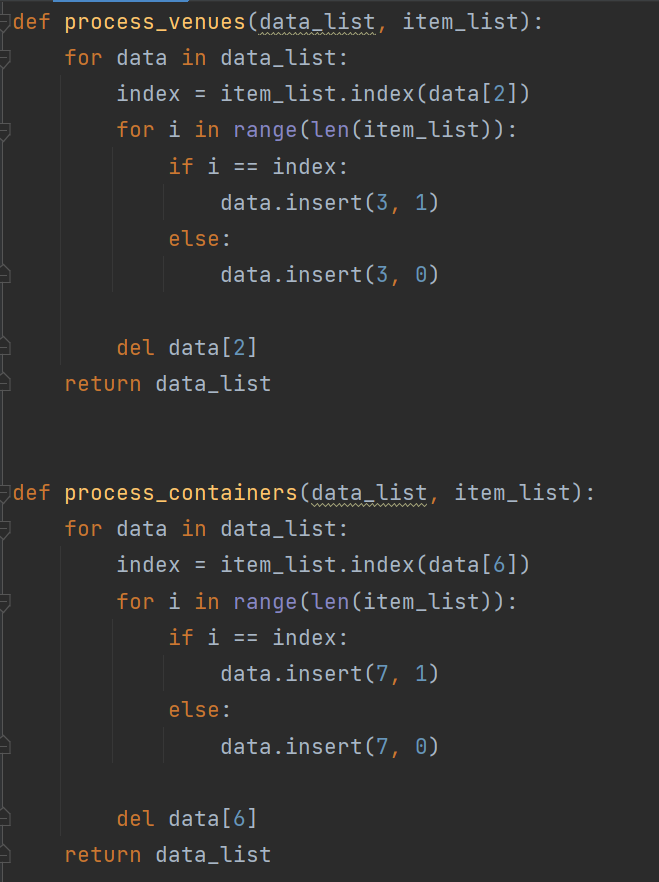 def process_venues(data_list, item_list):
    for data in data_list:
        index = item_list.index(data[2])
        for i in range(len(item_list)):
            if i == index:
                data.insert(3, 1)
            else:
                data.insert(3, 0)

        del data[2]
    return data_list


def process_containers(data_list, item_list):
    for data in data_list:
        index = item_list.index(data[6])
        for i in range(len(item_list)):
            if i == index:
                data.insert(7, 1)
            else:
                data.insert(7, 0)

        del data[6]
    return data_list